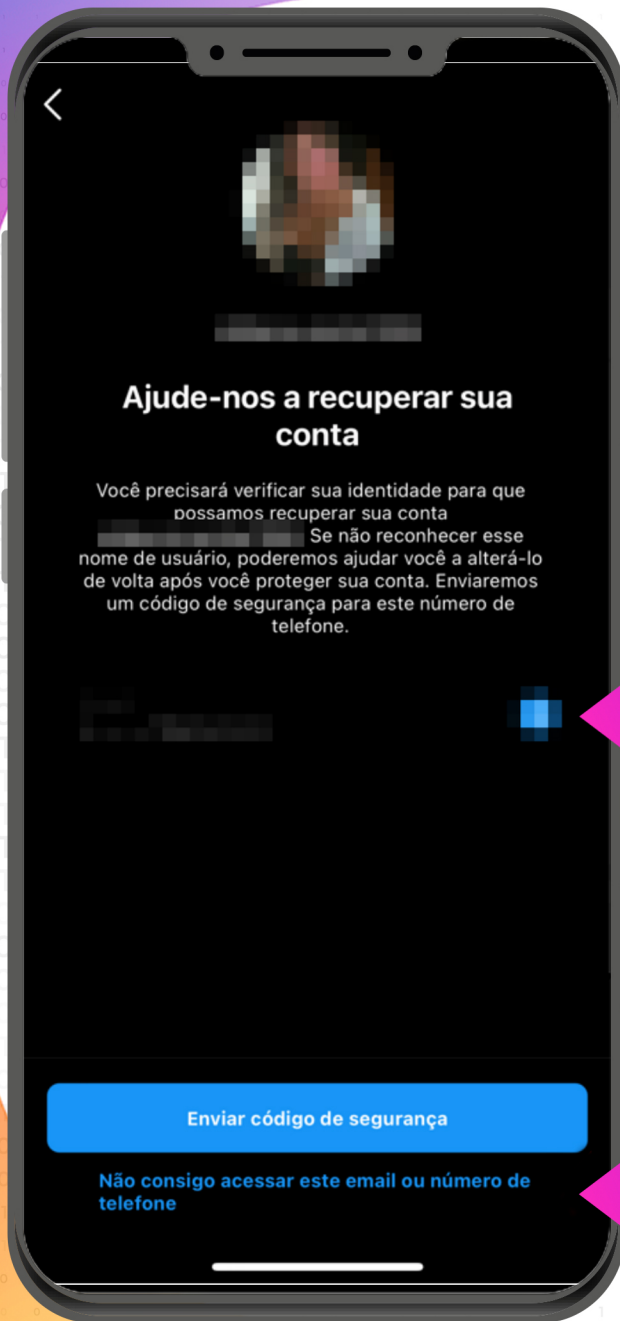 Ajude-nos a recuperar sua
conta
Você precisará verificar sua identidade para que
possamos recuperar sua conta
Se não reconhecer esse
nome de usuário, poderemos ajudar você a alterá-lo
de volta após você proteger sua conta. Enviaremos
um código de segurança para este número de
telefone.
Enviar código de segurança
Não consigo acessar este email ou número de
telefone